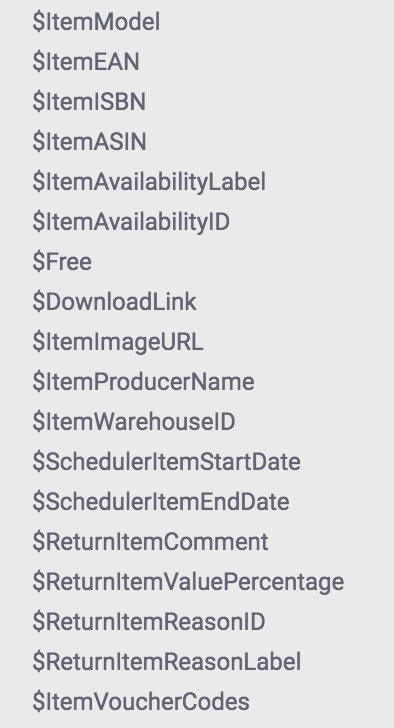 $ItemModel
$ItemEAN
$ItemISBN
$ItemASIN
$ItemAvailabilityLabel
$ItemAvailabilityID
$Free
$DownloadLink
$ItemImageURL
$ItemProducerName
$ItemWarehouseID
$SchedulerItemStartDate
$SchedulerItemEndDate
$ReturnItemComment
$ReturnItemValuePercentage
$ReturnItemReasonID
$ReturnItemReasonLabel
$ItemVoucherCodes